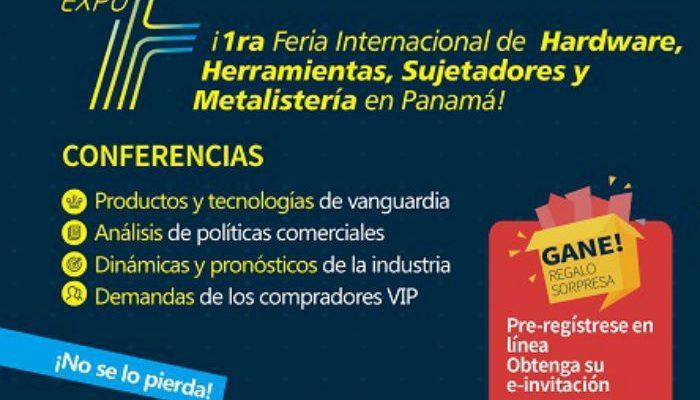 EXPO
¡1ra Feria Internacional de Hardware,
Herramientas, Sujetadores y
Metalistería en Panamá!
CONFERENCIAS
Productos y tecnologías de vanguardia
Análisis de políticas comerciales
Dinámicas y pronósticos de la industria
Demandas de los compradores VIP
¡No se lo pierda!
GANE!
REGALO
SORPRESA
Pre-regístrese en
línea
Obtenga su
e-invitación